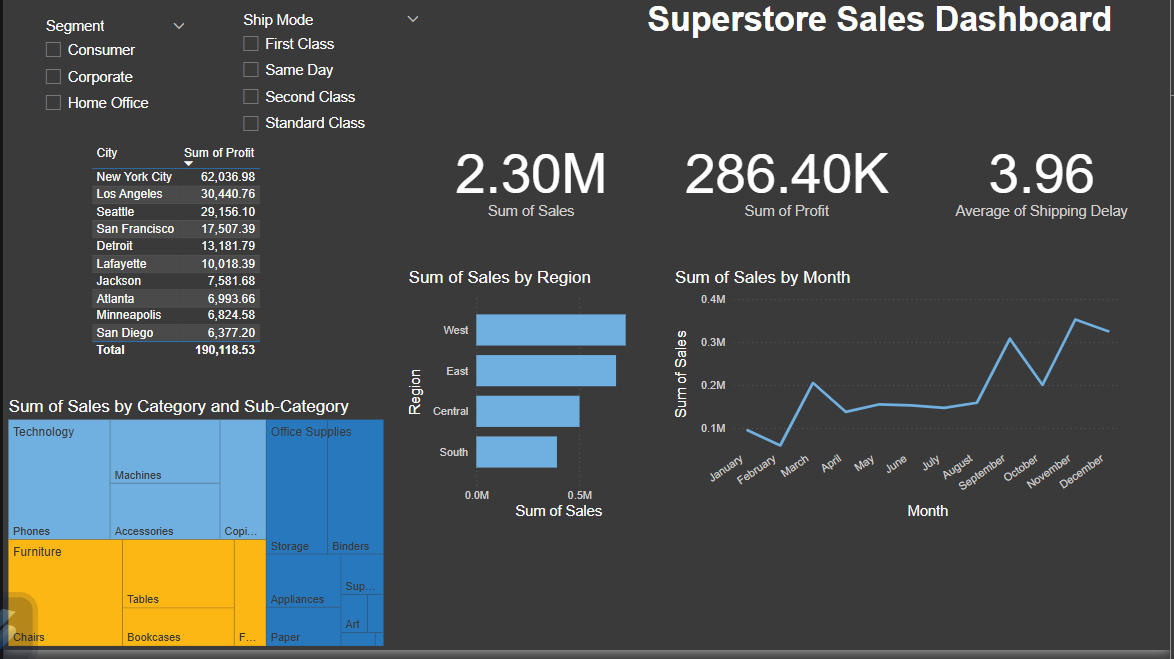 Superstore Sales Dashboard
Segment
Consumer
Corporate
Home Office
Ship Mode
First Class
Same Day
Second Class
Standard Class
City Sum of Profit
New York City 62,036.98
Los Angeles 30,440.76
Seattle 29,156.10
San Francisco 17,507.39
Detroit 13,181.79
Lafayette 10,018.39
Jackson 7,581.68
Atlanta 6,993.66
Minneapolis 6,824.58
San Diego 6,377.20
Total 190,118.53
2.30M
Sum of Sales
286.40K
Sum of Profit
3.96
Average of Shipping Delay
Sum of Sales by Region
Region
West
East
Central
South
0.0M 0.5M
Sum of Sales
Sum of Sales by Month
Sum of Sales
0.4M
0.3M
0.2M
0.1M
January February March April May June July August September October November December
Month
Sum of Sales by Category and Sub-Category
Technology
Phones
Machines
Accessories
Copi...
Furniture
Chairs
Tables
Bookcases
F...
Office Supplies
Storage
Binders
Appliances
Sup...
Art
Paper